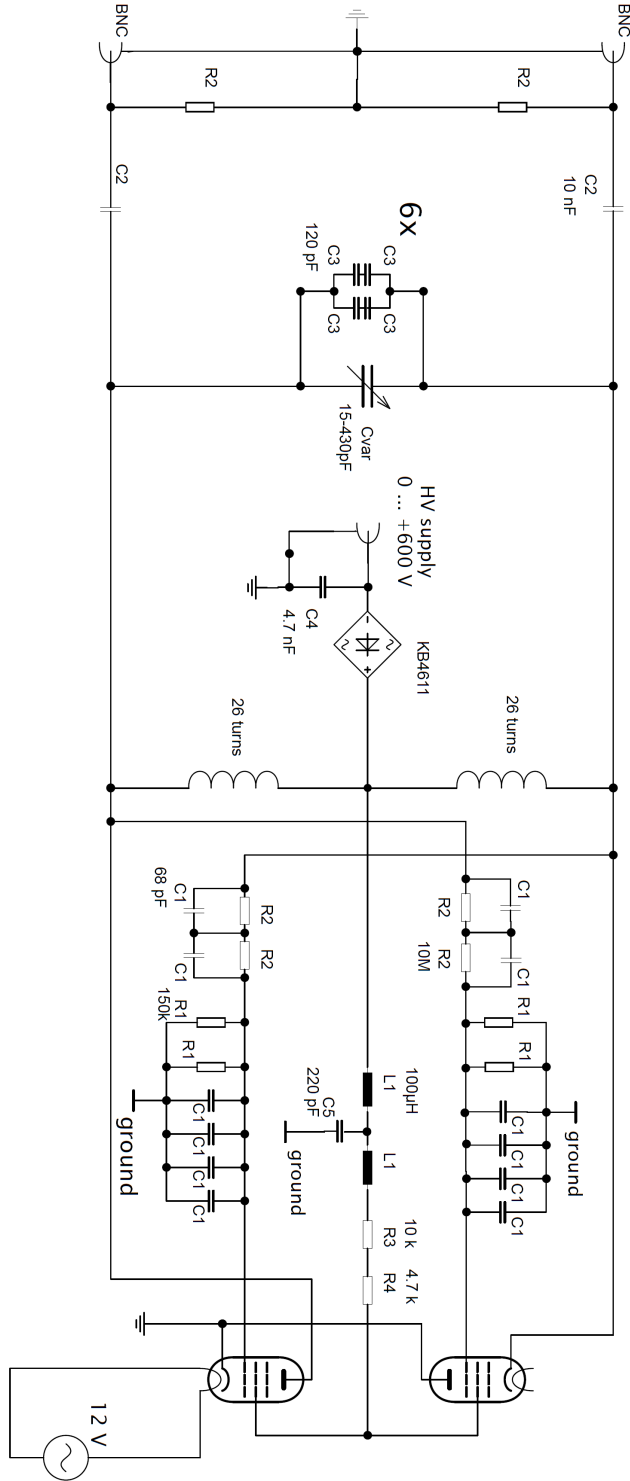 BNC
BNC
R2
R2
C2
C2
10 nF
6x
C3
C3
120 pF
C3
C3
Cvar
15-430pF
HV supply
0 ... +600 V
C4
4.7 nF
KB4611
-
+
~
~
26 turns
26 turns
C1
68 pF
C1
R2
R2
C1
C1
R2
R2
10M
R1
150k
R1
R1
R1
C1
C1
C1
C1
ground
C1
C1
C1
C1
ground
100µH
L1
L1
C5
220 pF
ground
10 k
R3
4.7 k
R4
12 V
~